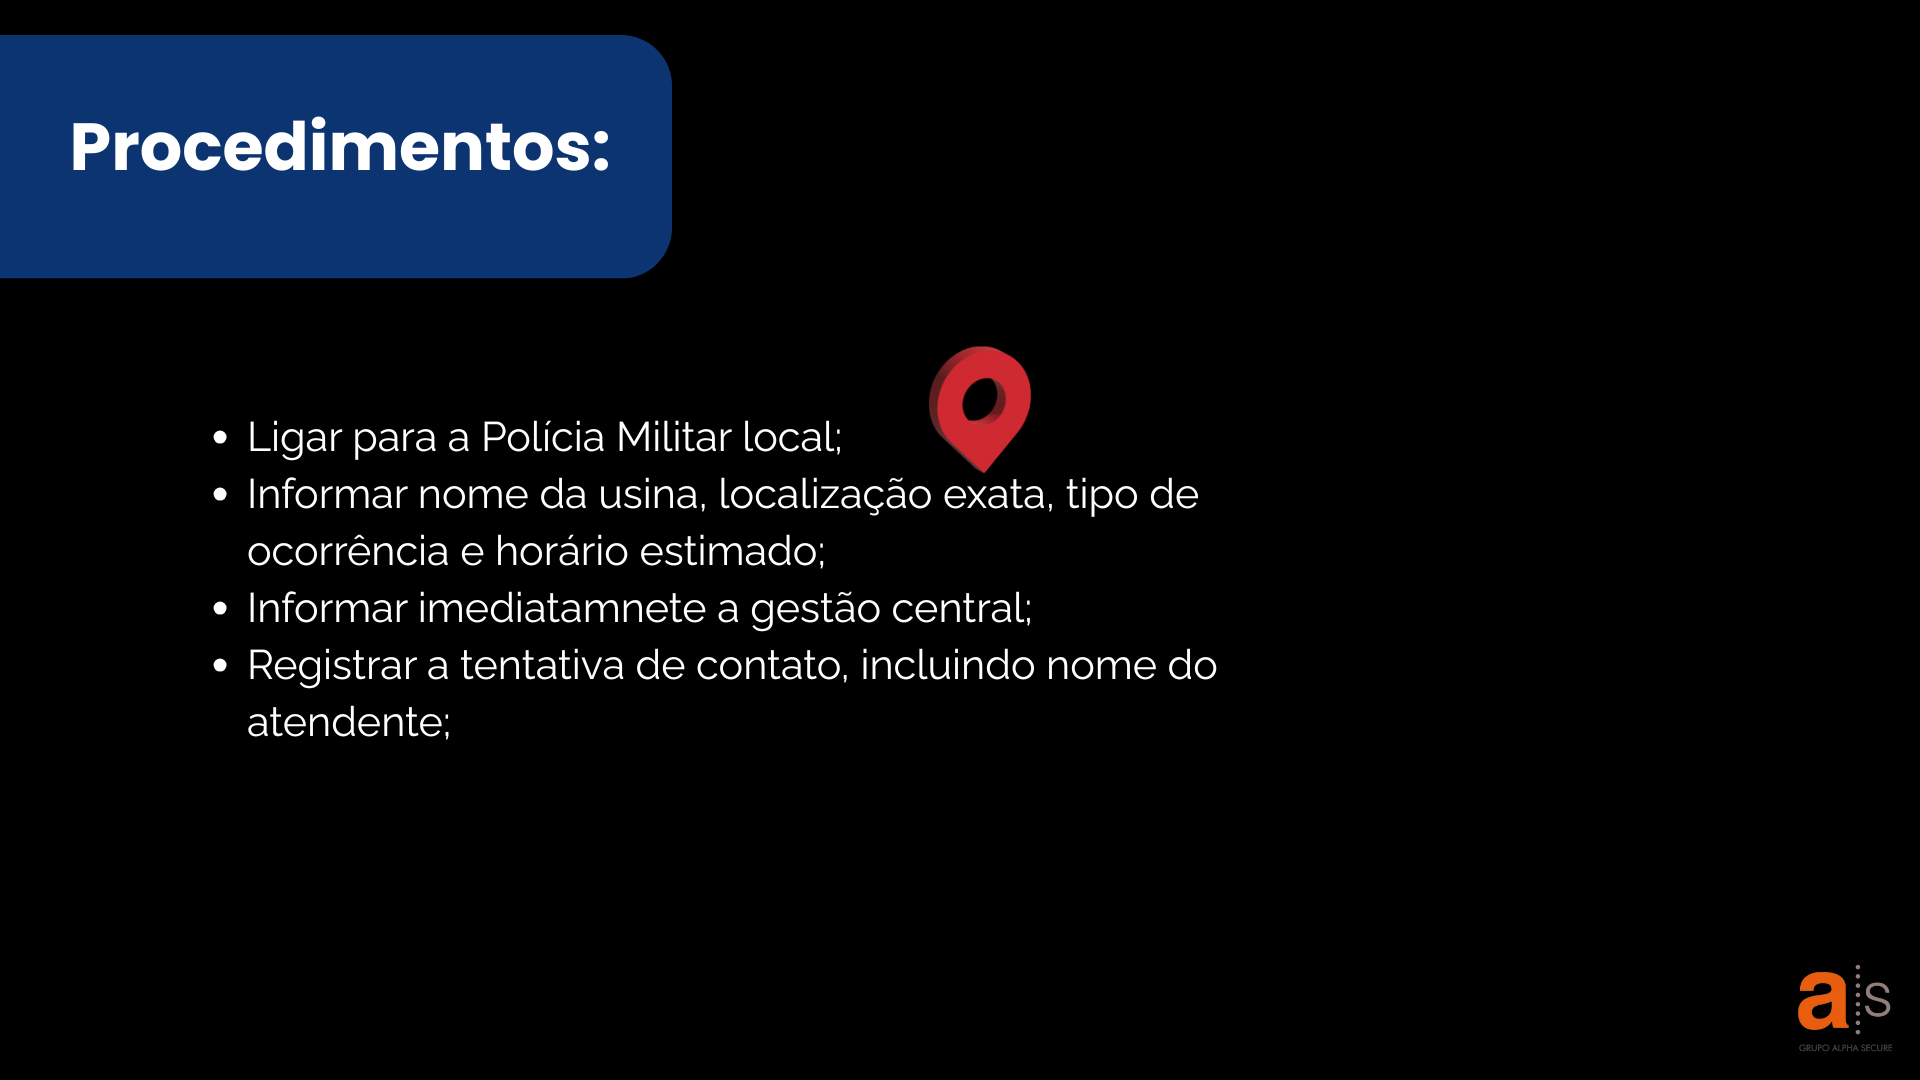 Procedimentos:
• Ligar para a Polícia Militar local;
• Informar nome da usina, localização exata, tipo de
ocorrência e horário estimado;
• Informar imediatamnete a gestão central;
• Registrar a tentativa de contato, incluindo nome do
atendente;
a s
GRUPO ALPHA SECURE